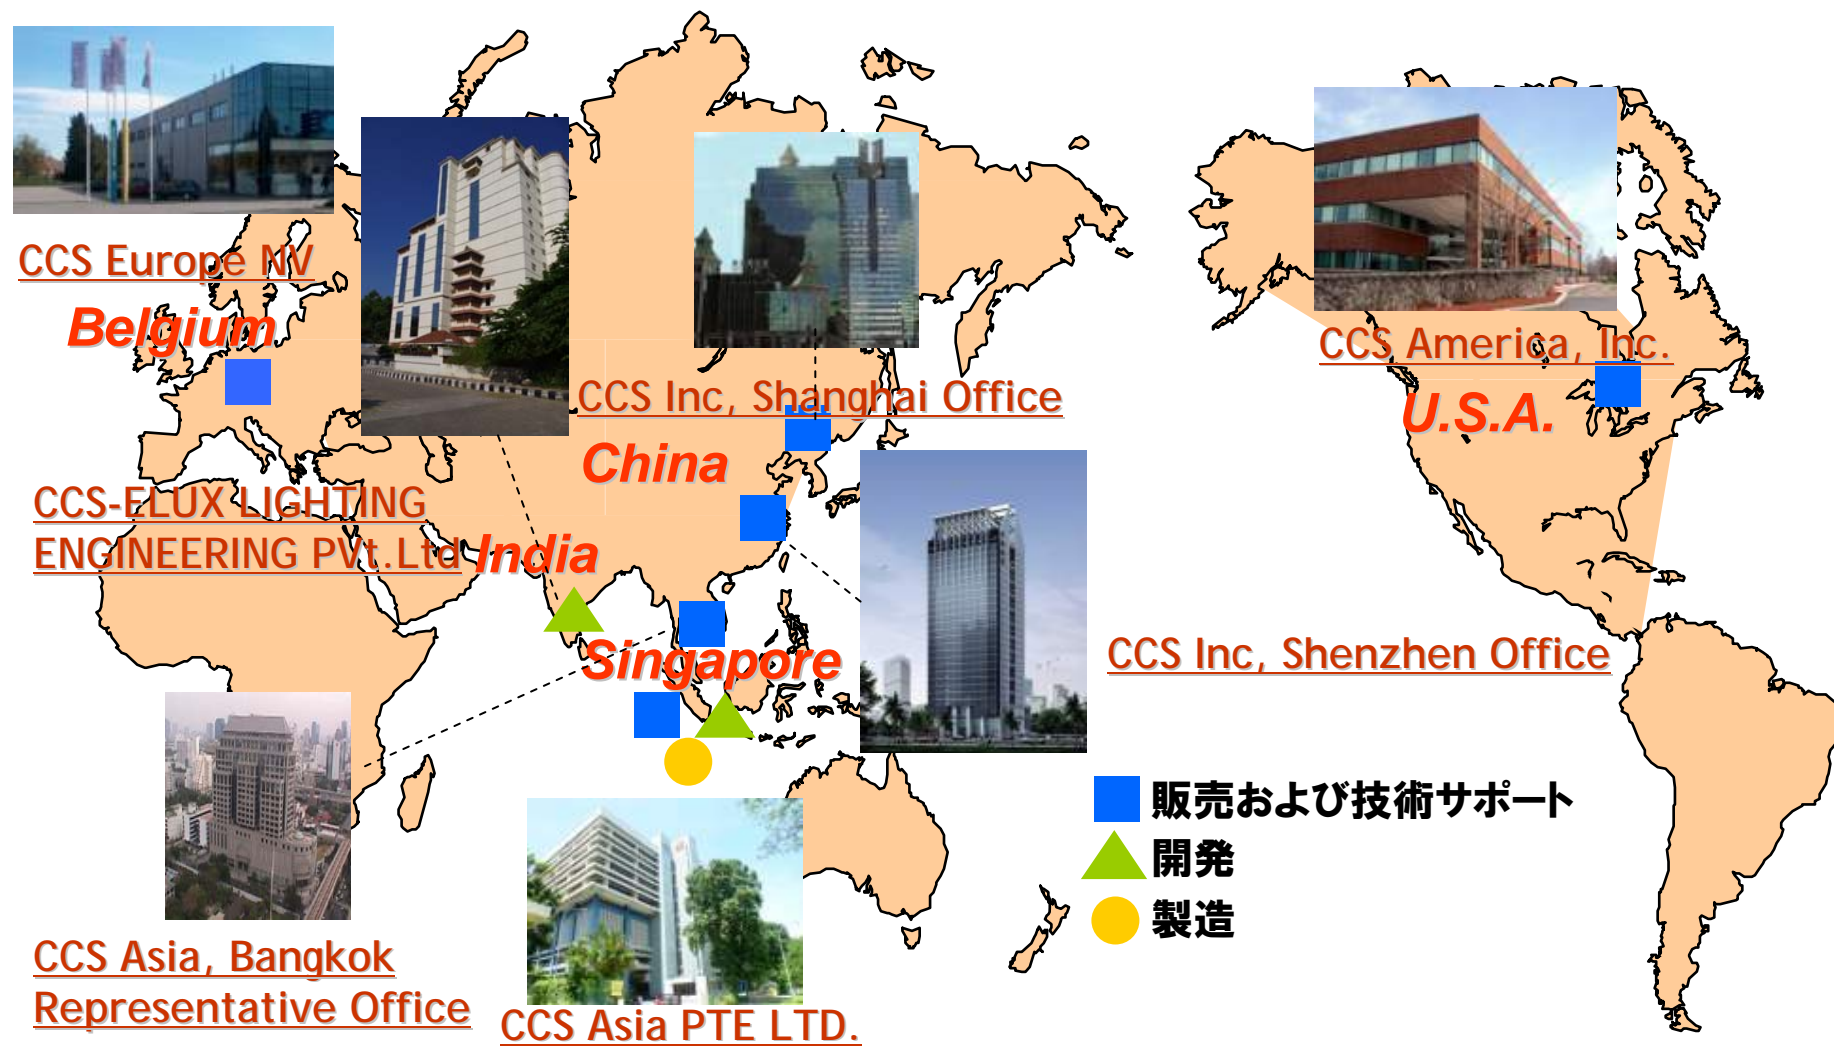 CCS Europe NV
Belgium
CCS Inc, Shanghai Office
China
CCS America, Inc.
U.S.A.
CCS-ELUX LIGHTING
ENGINEERING PVt.Ltd
India
Singapore
CCS Inc, Shenzhen Office
販売および技術サポート
開発
製造
CCS Asia, Bangkok
Representative Office
CCS Asia PTE LTD.